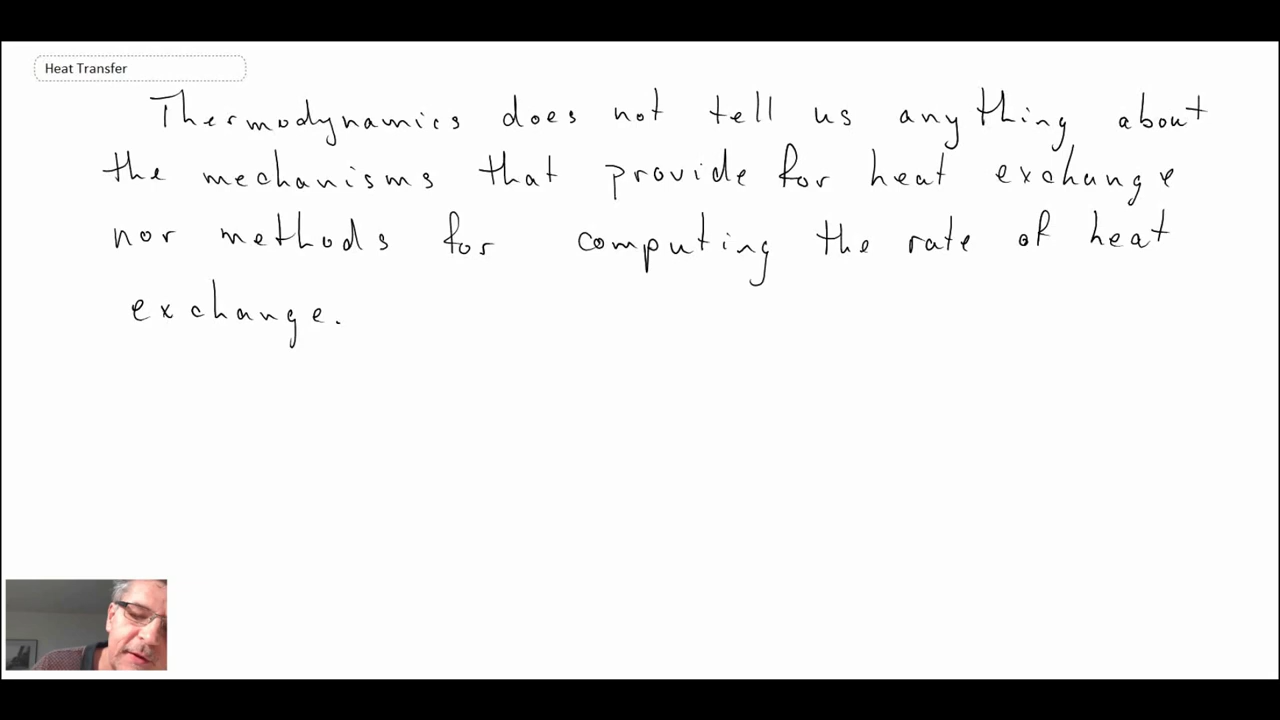 Heat Transfer
Thermodynamics does not tell us anything about
the mechanisms that provide for heat exchange
nor methods for computing the rate of heat
exchange.